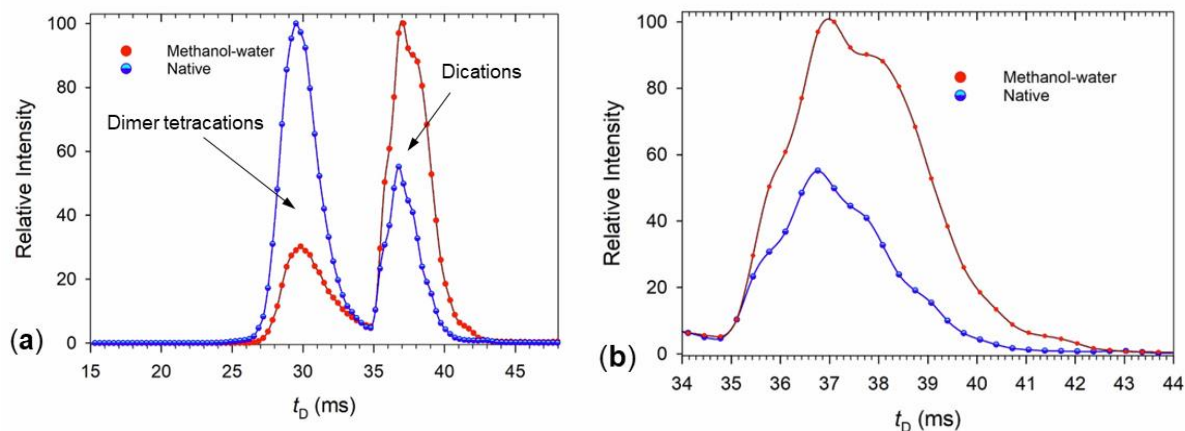 100
80
60
40
20
0
Relative Intensity
Methanol-water
Native
Dimer tetracations
Dications
15 20 25 30 35 40 45
tD (ms)
(a)
100
80
60
40
20
0
Relative Intensity
Methanol-water
Native
34 35 36 37 38 39 40 41 42 43 44
tD (ms)
(b)